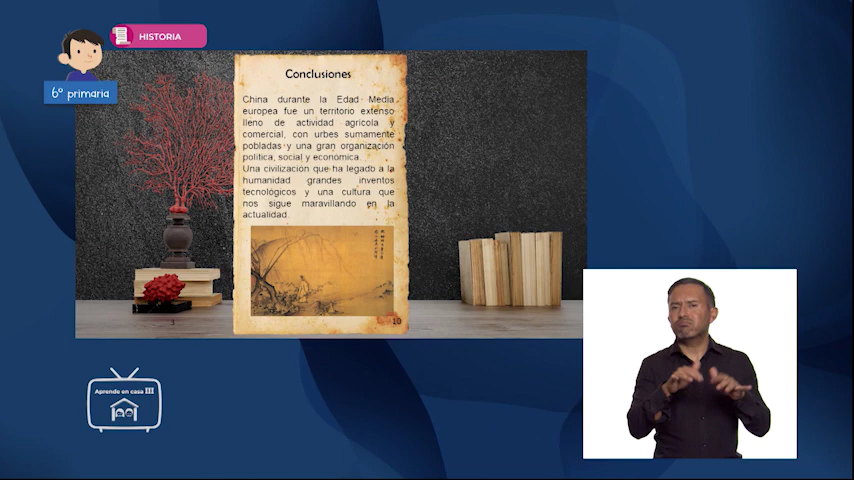 HISTORIA
6° primaria
Conclusiones
China durante la Edad Media
europea fue un territorio extenso
lleno de actividad agrícola y
comercial, con urbes sumamente
pobladas y una gran organización
política, social y económica.
Una civilización que ha legado a la
humanidad grandes inventos
tecnológicos y una cultura que
nos sigue maravillando en la
actualidad.
10
Aprende en casa III